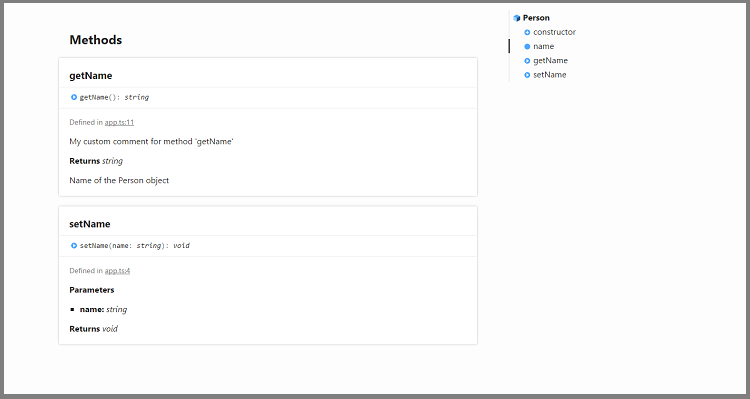 Methods
getName
getName(): string
Defined in app.ts:11
My custom comment for method 'getName'
Returns string
Name of the Person object
setName
setName(name: string): void
Defined in app.ts:4
Parameters
name: string
Returns void
Person
constructor
name
getName
setName